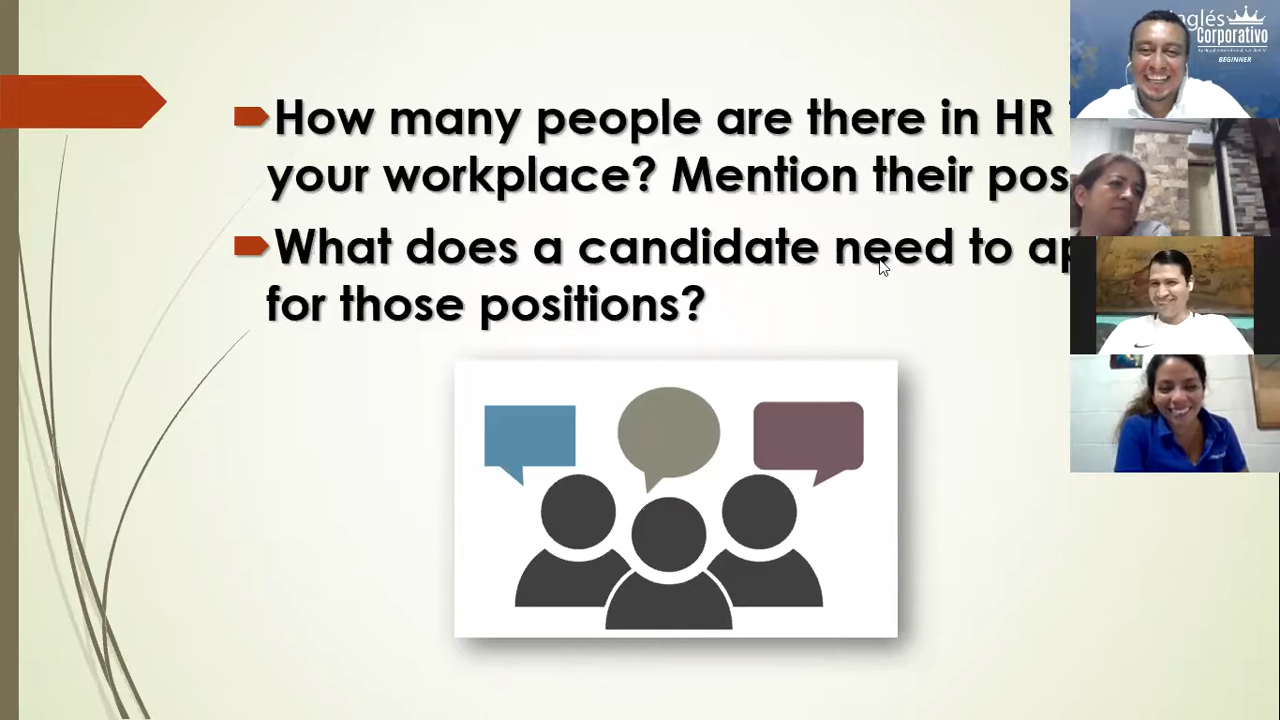 How many people are there in HR
your workplace? Mention their pos
What does a candidate need to ap
for those positions?
inglés
Corporativo
BEGINNER